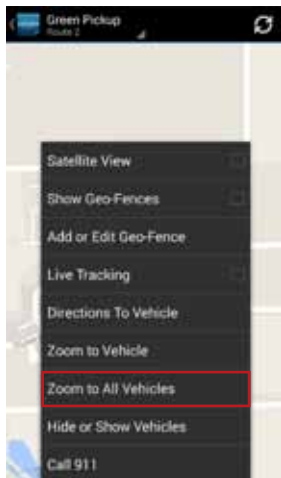 Green Pickup
Route 2
Satellite View
Show Geo-Fences
Add or Edit Geo-Fence
Live Tracking
Directions To Vehicle
Zoom to Vehicle
Zoom to All Vehicles
Hide or Show Vehicles
Call 911